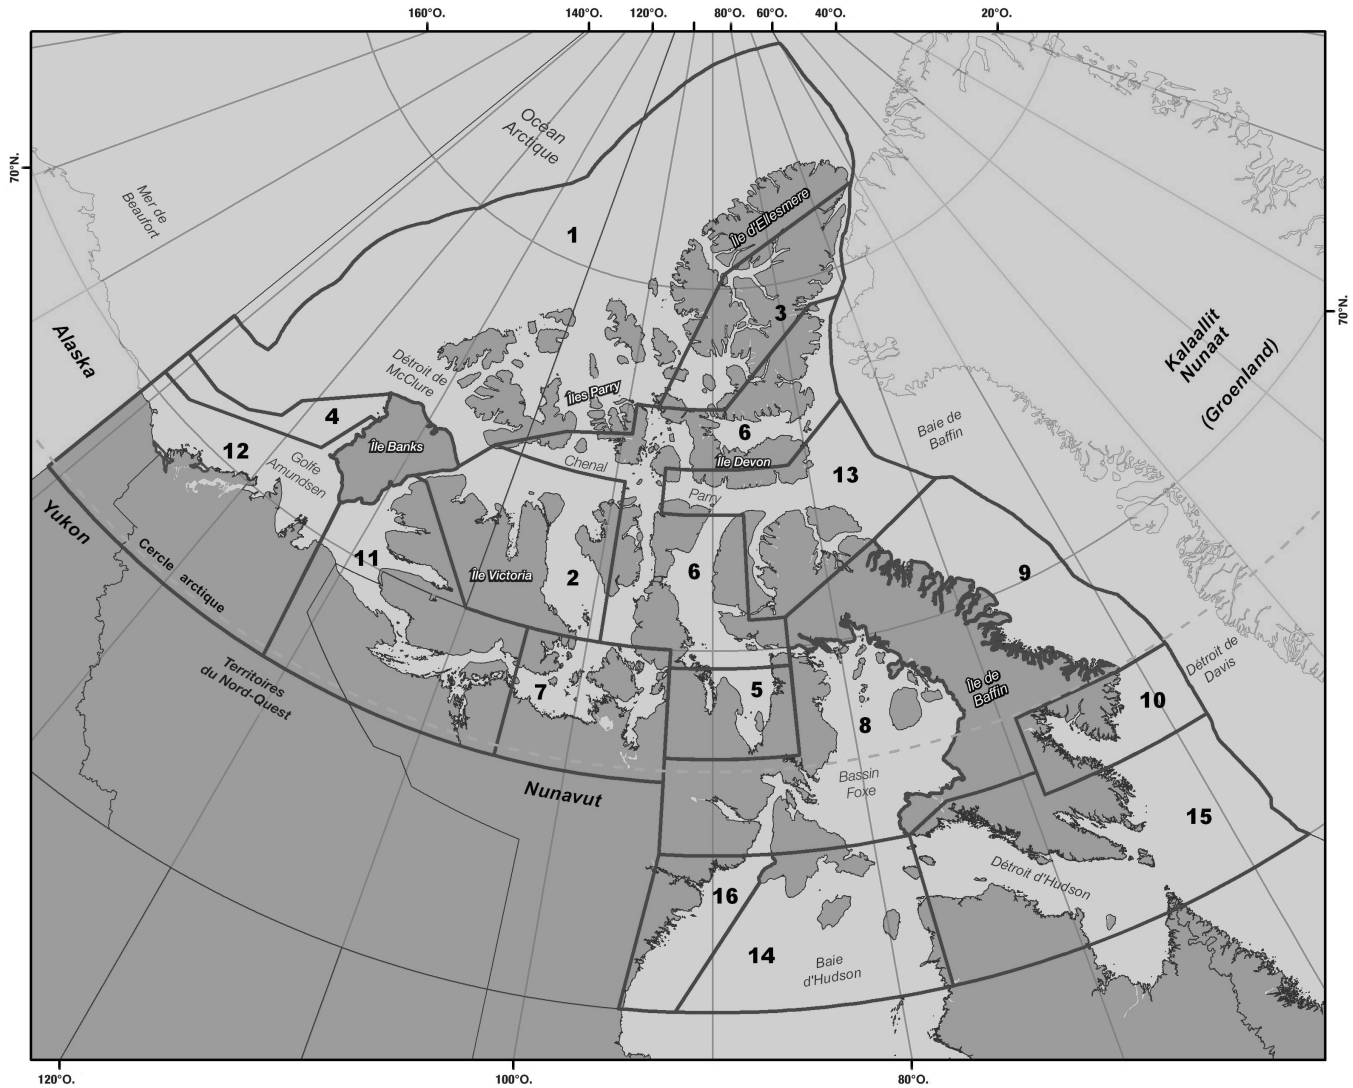 160°O.
140°O.
120°O.
80°O.
60°O.
40°O.
20°O.
70°N.
Océan
Arctique
Mer de
Beaufort
1
Île d'Ellesmere
3
70°N.
Kalaallit
Nunaat
(Groenland)
Alaska
Détroit de
McClure
Îles Parry
4
Baie de
Baffin
12
Île Banks
Golfe
Amundsen
Chenal
6
Île Devon
13
Parry
Yukon
Cercle arctique
11
Île Victoria
2
6
9
Territoires
du Nord-Ouest
7
5
8
Île de
Baffin
10
Détroit de
Davis
Nunavut
Bassin
Foxe
15
16
Détroit d'Hudson
14
Baie
d'Hudson
120°O.
100°O.
80°O.